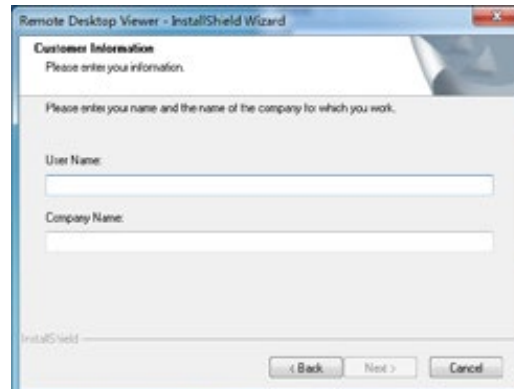 Remote Desktop Viewer - InstallShield Wizard
Customer Information
Please enter your information.
Please enter your name and the name of the company for which you work.
User Name:
Company Name:
InstallShield
< Back Next > Cancel